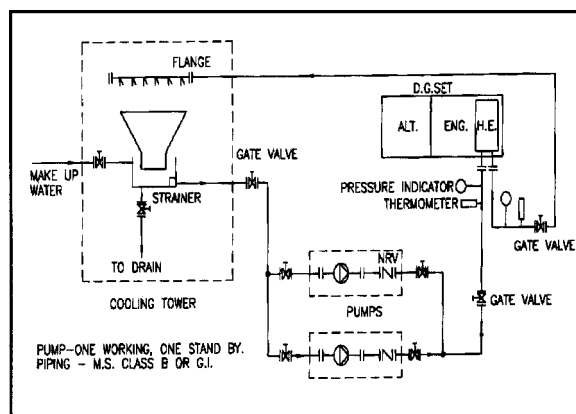 FLANGE
D.G.SET
ALT.
ENG.
H.E.
MAKE UP
WATER
GATE VALVE
STRAINER
PRESSURE INDICATOR
THERMOMETER
GATE VALVE
TO DRAIN
NRV
GATE VALVE
COOLING TOWER
PUMPS
PUMP-ONE WORKING, ONE STAND BY.
PIPING - M.S. CLASS B OR G.I.